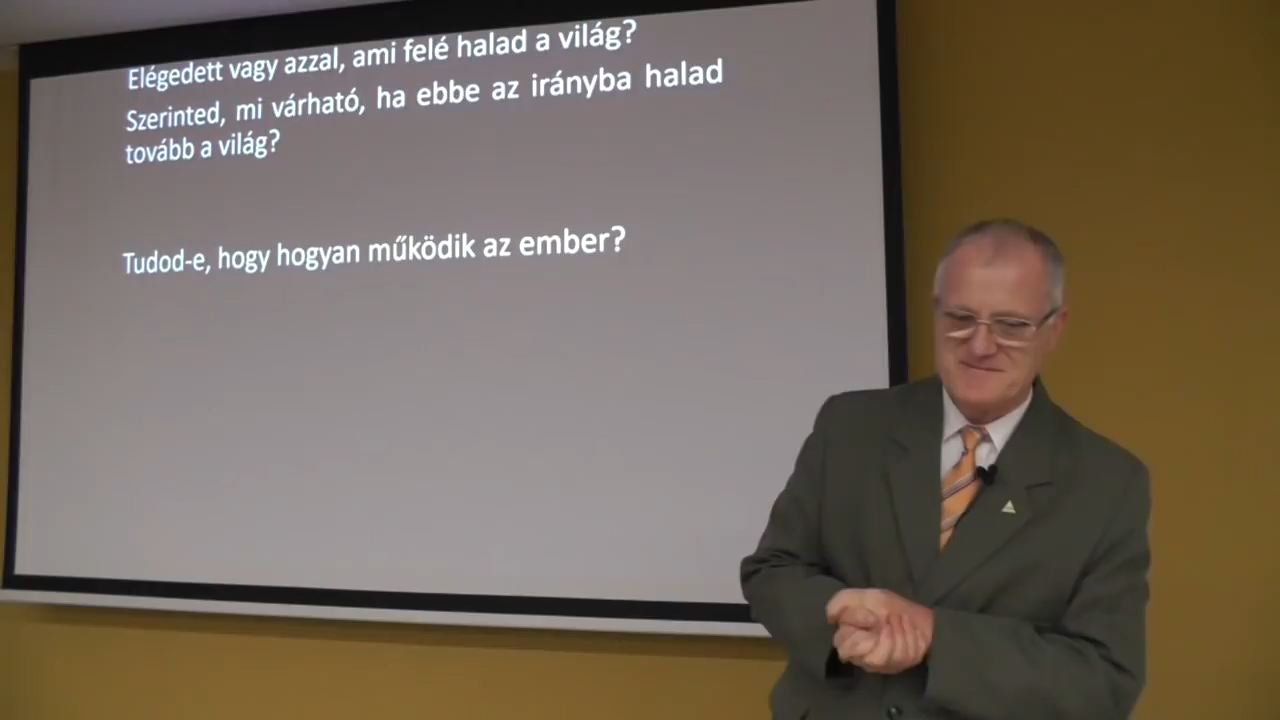 Elégedett vagy azzal, ami felé halad a világ?
Szerinted, mi várható, ha ebbe az irányba halad
tovább a világ?
Tudod-e, hogy hogyan működik az ember?